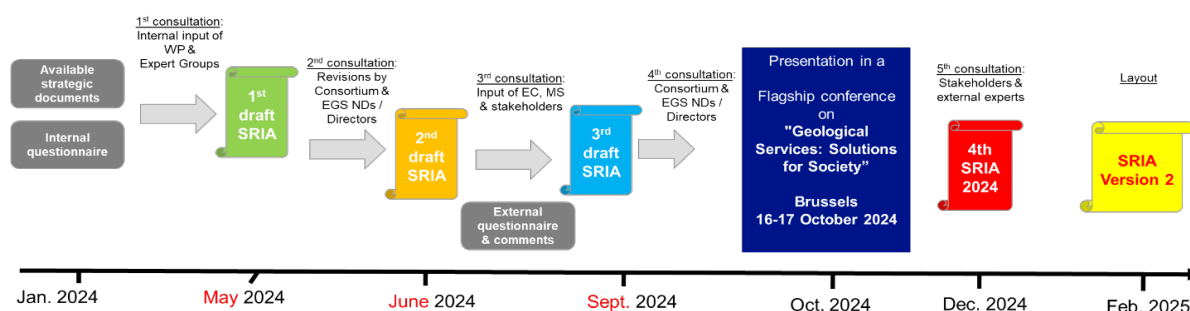 Available
strategic
documents
Internal
questionnaire
1st consultation:
Internal input of
WP &
Expert Groups
1st
draft
SRIA
2nd consultation:
Revisions by
Consortium &
EGS NDs /
Directors
2nd
draft
SRIA
3rd consultation:
Input of EC, MS
& stakeholders
External
questionnaire
& comments
3rd
draft
SRIA
4th consultation:
Consortium &
EGS NDs /
Directors
Presentation in a
Flagship conference
on
"Geological
Services: Solutions
for Society”
Brussels
16-17 October 2024
5th consultation:
Stakeholders &
external experts
4th
SRIA
2024
Layout
SRIA
Version 2
Jan. 2024
May 2024
June 2024
Sept. 2024
Oct. 2024
Dec. 2024
Feb. 2025